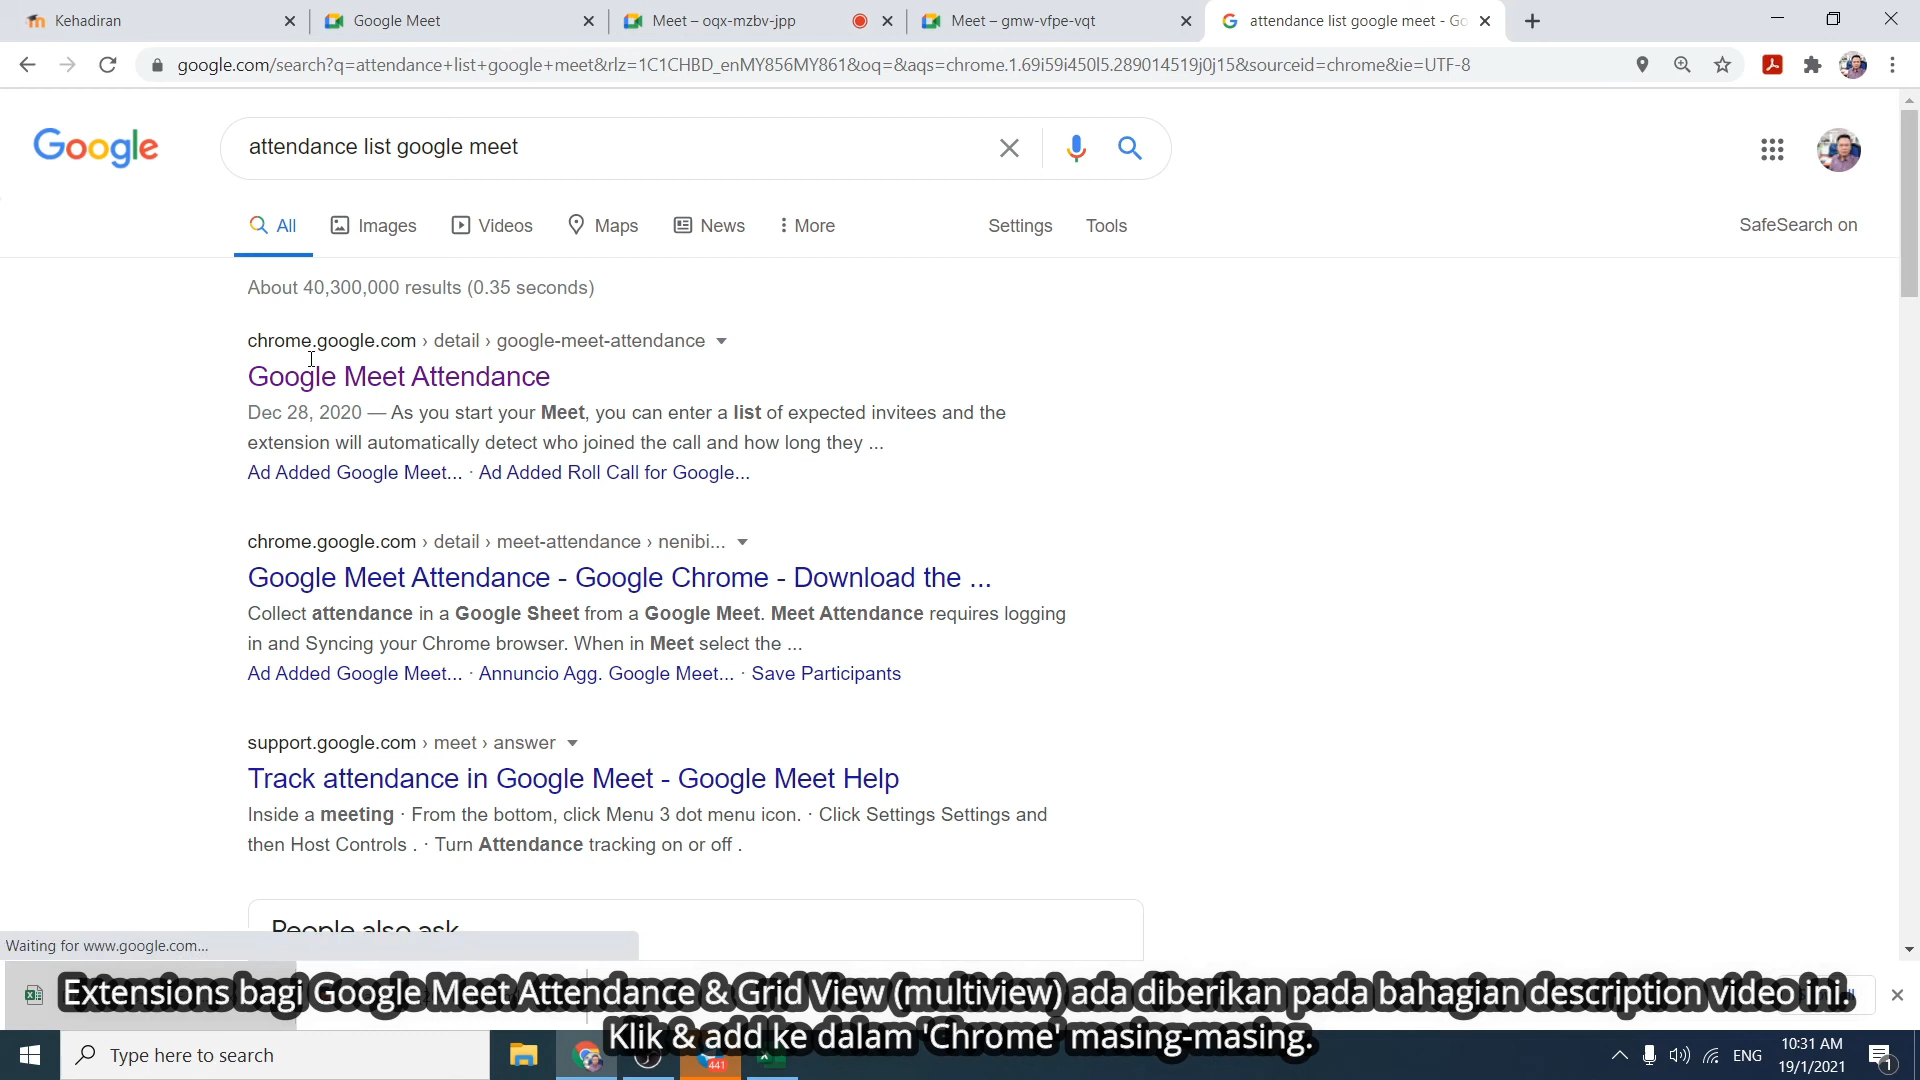 Kehadiran
Google Meet
Meet – oqx-mzbv-jpp
Meet – gmw-vfpe-vqt
attendance list google meet - Go
google.com/search?q=attendance+list+google+meet&rlz=1C1CHBD_enMY856MY861&oq=&aqs=chrome.1.69i59i450l5.289014519j0j15&sourceid=chrome&ie=UTF-8
Google
attendance list google meet
All
Images
Videos
Maps
News
More
Settings
Tools
SafeSearch on
About 40,300,000 results (0.35 seconds)
chrome.google.com › detail › google-meet-attendance
Google Meet Attendance
Dec 28, 2020 — As you start your Meet, you can enter a list of expected invitees and the
extension will automatically detect who joined the call and how long they ...
Ad Added Google Meet... · Ad Added Roll Call for Google...
chrome.google.com › detail › meet-attendance › nenibi...
Google Meet Attendance - Google Chrome - Download the ...
Collect attendance in a Google Sheet from a Google Meet. Meet Attendance requires logging
in and Syncing your Chrome browser. When in Meet select the ...
Ad Added Google Meet... · Annuncio Agg. Google Meet... · Save Participants
support.google.com › meet › answer
Track attendance in Google Meet - Google Meet Help
Inside a meeting · From the bottom, click Menu 3 dot menu icon. · Click Settings Settings and
then Host Controls . · Turn Attendance tracking on or off .
People also ask
Waiting for www.google.com...
Extensions bagi Google Meet Attendance & Grid View (multiview) ada diberikan pada bahagian description video ini.
Klik & add ke dalam 'Chrome' masing-masing.
Type here to search
441
ENG
10:31 AM
19/1/2021
1